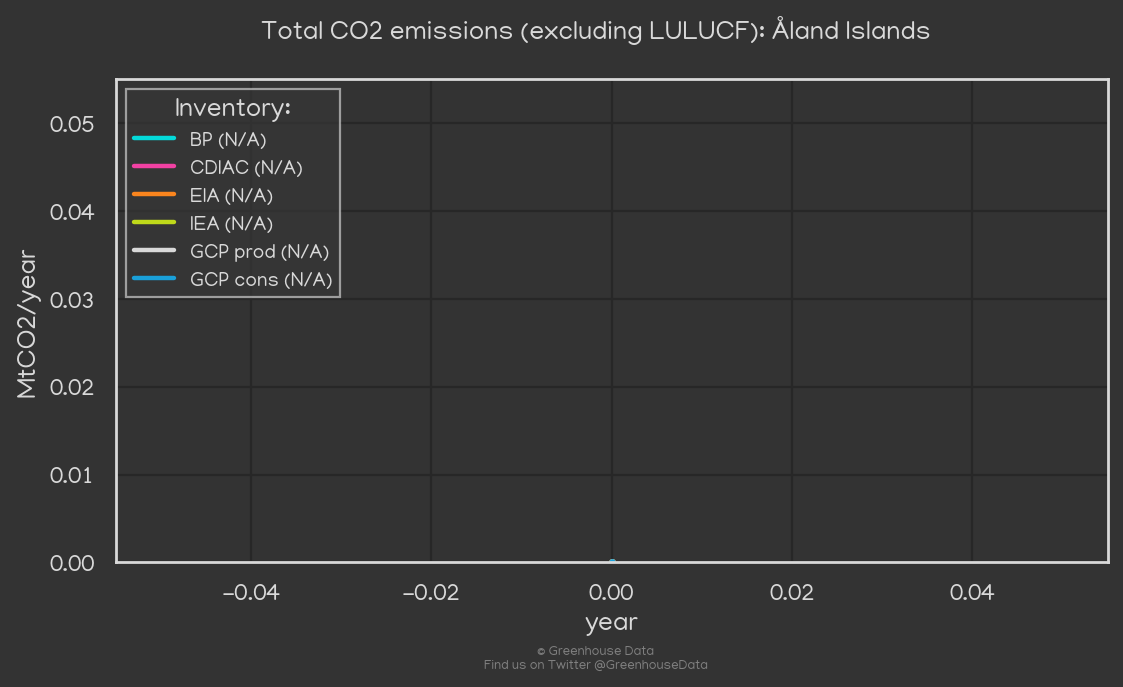 Total CO2 emissions (excluding LULUCF): Åland Islands
Inventory:
BP (N/A)
CDIAC (N/A)
EIA (N/A)
IEA (N/A)
GCP prod (N/A)
GCP cons (N/A)
MtCO2/year
0.05
0.04
0.03
0.02
0.01
0.00
−0.04 −0.02 0.00 0.02 0.04
year
© Greenhouse Data
Find us on Twitter @GreenhouseData